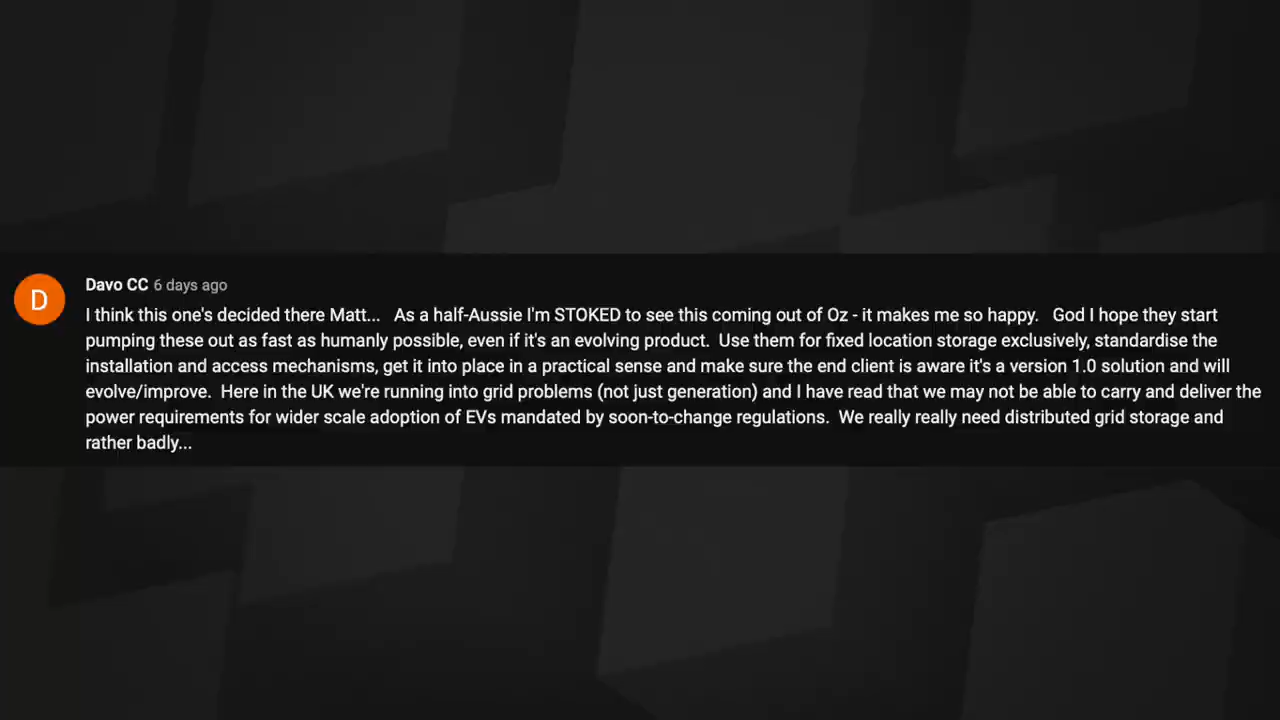 D
Davo CC 6 days ago
I think this one's decided there Matt... As a half-Aussie I'm STOKED to see this coming out of Oz - it makes me so happy. God I hope they start
pumping these out as fast as humanly possible, even if it's an evolving product. Use them for fixed location storage exclusively, standardise the
installation and access mechanisms, get it into place in a practical sense and make sure the end client is aware it's a version 1.0 solution and will
evolve/improve. Here in the UK we're running into grid problems (not just generation) and I have read that we may not be able to carry and deliver the
power requirements for wider scale adoption of EVs mandated by soon-to-change regulations. We really really need distributed grid storage and
rather badly...